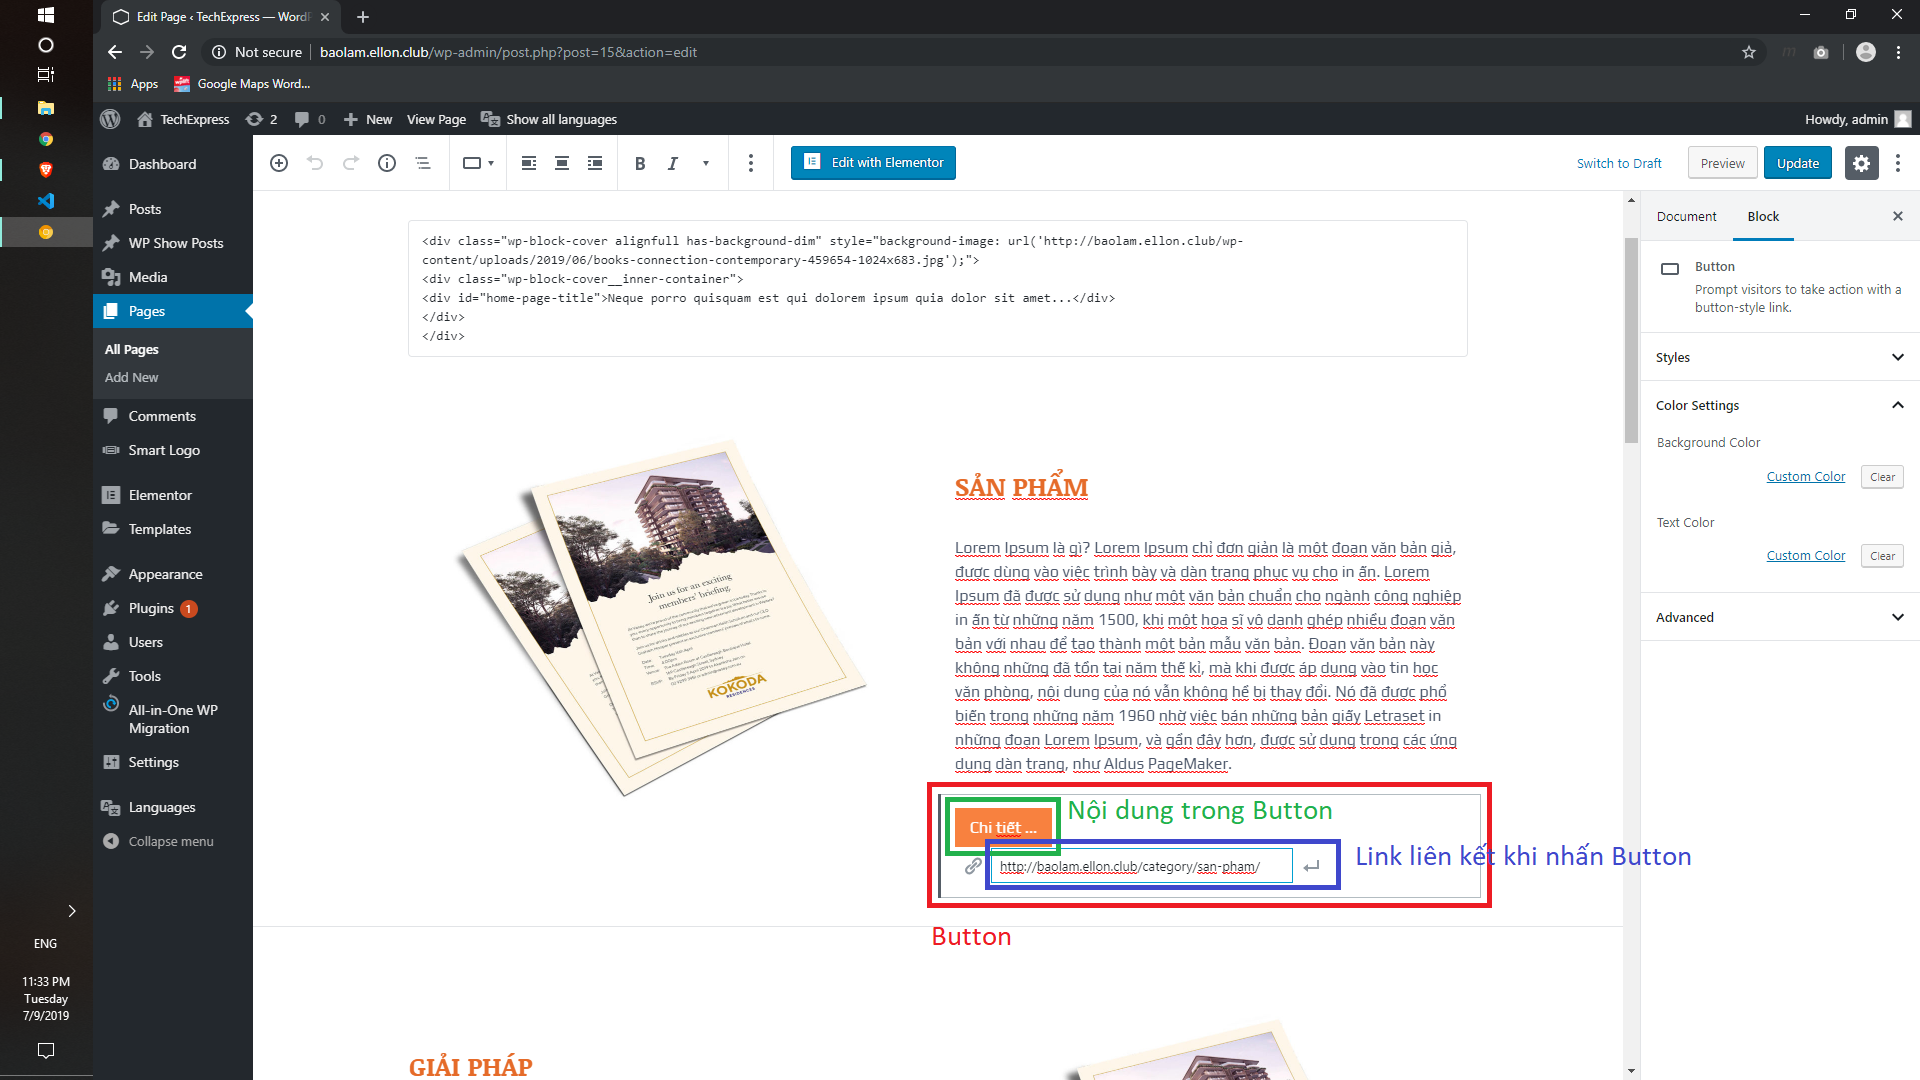 Edit Page ‹ TechExpress — WordP
Not secure
baolam.ellon.club/wp-admin/post.php?post=15&action=edit
Apps
Google Maps Word...
TechExpress
2
0
New
View Page
Show all languages
Howdy, admin
Dashboard
Posts
WP Show Posts
Media
Pages
All Pages
Add New
Comments
Smart Logo
Elementor
Templates
Appearance
Plugins 1
Users
Tools
All-in-One WP
Migration
Settings
Languages
Collapse menu
ENG
11:33 PM
Tuesday
7/9/2019
B
I
Edit with Elementor
Switch to Draft
Preview
Update
<div class="wp-block-cover alignfull has-background-dim" style="background-image: url('http://baolam.ellon.club/wp-
content/uploads/2019/06/books-connection-contemporary-459654-1024x683.jpg');">
<div class="wp-block-cover__inner-container">
<div id="home-page-title">Neque porro quisquam est qui dolorem ipsum quia dolor sit amet...</div>
</div>
</div>
Join us for an exciting
members' briefing.
KOKODA
RESIDENCES
SẢN PHẨM
Lorem Ipsum là gì? Lorem Ipsum chỉ đơn giản là một đoạn văn bản giả,
được dùng vào việc trình bày và dàn trang phục vụ cho in ấn. Lorem
Ipsum đã được sử dụng như một văn bản chuẩn cho ngành công nghiệp
in ấn từ những năm 1500, khi một họa sĩ vô danh ghép nhiều đoạn văn
bản với nhau để tạo thành một bản mẫu văn bản. Đoạn văn bản này
không những đã tồn tại năm thế kỉ, mà khi được áp dụng vào tin học
văn phòng, nội dung của nó vẫn không hề bị thay đổi. Nó đã được phổ
biến trong những năm 1960 nhờ việc bán những bản giấy Letraset in
những đoạn Lorem Ipsum, và gần đây hơn, được sử dụng trong các ứng
dụng dàn trang, như Aldus PageMaker.
Chi tiết ...
Nội dung trong Button
http://baolam.ellon.club/category/san-pham/
Link liên kết khi nhấn Button
Button
GIẢI PHÁP
Document
Block
Button
Prompt visitors to take action with a
button-style link.
Styles
Color Settings
Background Color
Custom Color
Clear
Text Color
Custom Color
Clear
Advanced